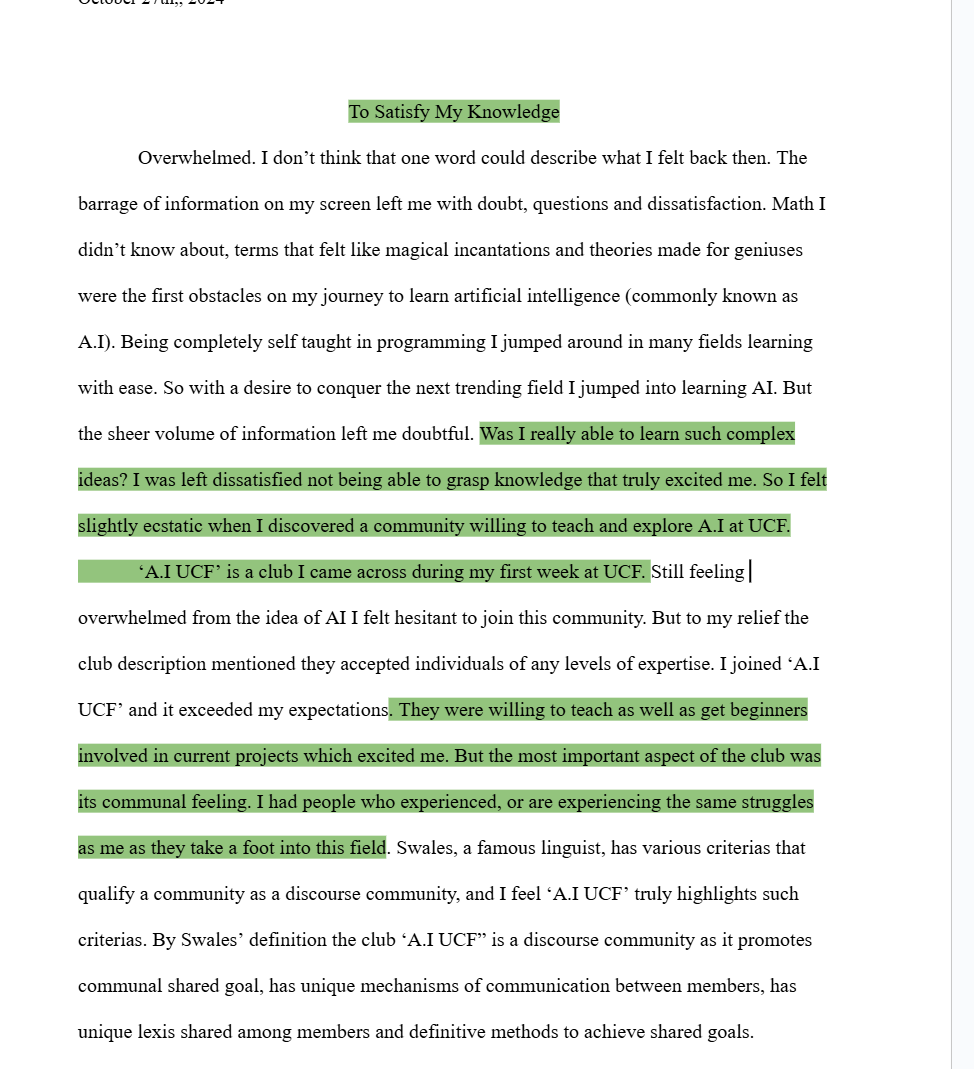 October 27th,, 2024
To Satisfy My Knowledge
Overwhelmed. I don’t think that one word could describe what I felt back then. The
barrage of information on my screen left me with doubt, questions and dissatisfaction. Math I
didn’t know about, terms that felt like magical incantations and theories made for geniuses
were the first obstacles on my journey to learn artificial intelligence (commonly known as
A.I). Being completely self taught in programming I jumped around in many fields learning
with ease. So with a desire to conquer the next trending field I jumped into learning AI. But
the sheer volume of information left me doubtful. Was I really able to learn such complex
ideas? I was left dissatisfied not being able to grasp knowledge that truly excited me. So I felt
slightly ecstatic when I discovered a community willing to teach and explore A.I at UCF.
‘A.I UCF’ is a club I came across during my first week at UCF. Still feeling
overwhelmed from the idea of AI I felt hesitant to join this community. But to my relief the
club description mentioned they accepted individuals of any levels of expertise. I joined ‘A.I
UCF’ and it exceeded my expectations. They were willing to teach as well as get beginners
involved in current projects which excited me. But the most important aspect of the club was
its communal feeling. I had people who experienced, or are experiencing the same struggles
as me as they take a foot into this field. Swales, a famous linguist, has various criterias that
qualify a community as a discourse community, and I feel ‘A.I UCF’ truly highlights such
criterias. By Swales’ definition the club ‘A.I UCF” is a discourse community as it promotes
communal shared goal, has unique mechanisms of communication between members, has
unique lexis shared among members and definitive methods to achieve shared goals.